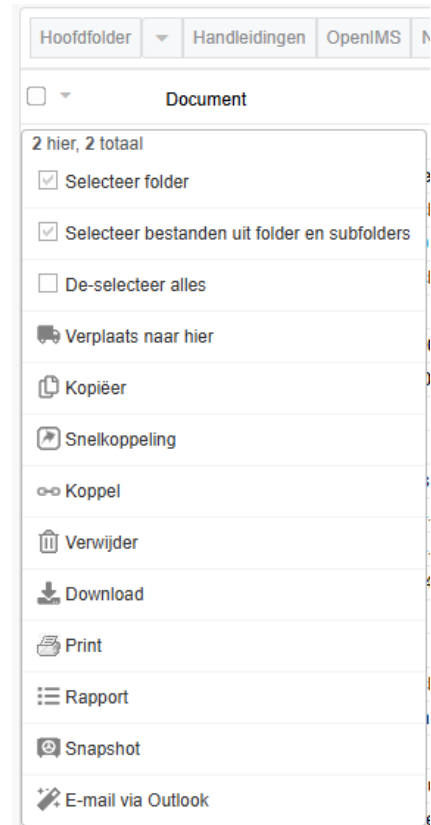 Hoofdfolder Handleidingen OpenIMS
Document
2 hier, 2 totaal
Selecteer folder
Selecteer bestanden uit folder en subfolders
De-selecteer alles
Verplaats naar hier
Kopiëer
Snelkoppeling
Koppel
Verwijder
Download
Print
Rapport
Snapshot
E-mail via Outlook